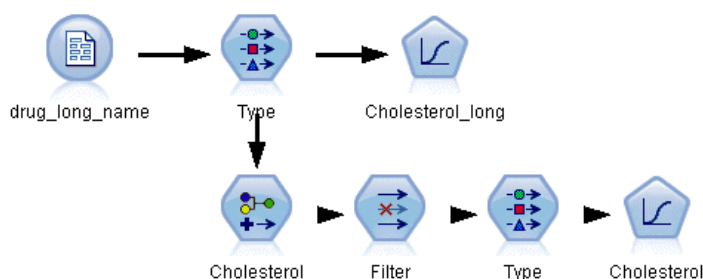 drug_long_name
Type
Cholesterol_long
Cholesterol
Filter
Type
Cholesterol